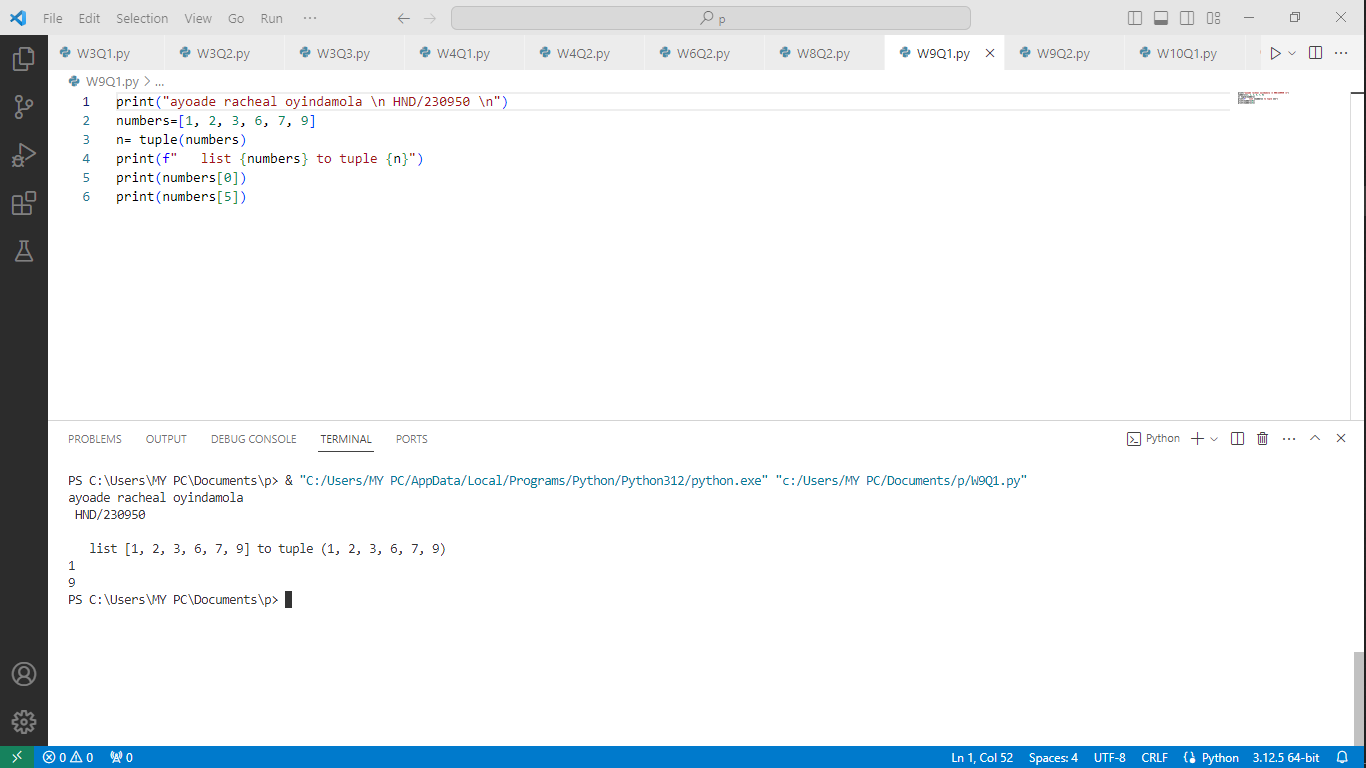 File Edit Selection View Go Run ... p
W3Q1.py W3Q2.py W3Q3.py W4Q1.py W4Q2.py W6Q2.py W8Q2.py W9Q1.py W9Q2.py W10Q1.py
W9Q1.py > ...
1 print("ayoade racheal oyindamola \n HND/230950 \n")
2 numbers=[1, 2, 3, 6, 7, 9]
3 n= tuple(numbers)
4 print(f"   list {numbers} to tuple {n}")
5 print(numbers[0])
6 print(numbers[5])
PROBLEMS OUTPUT DEBUG CONSOLE TERMINAL PORTS Python
PS C:\Users\MY PC\Documents\p> & "C:/Users/MY PC/AppData/Local/Programs/Python/Python312/python.exe" "c:/Users/MY PC/Documents/p/W9Q1.py"
ayoade racheal oyindamola
 HND/230950
   list [1, 2, 3, 6, 7, 9] to tuple (1, 2, 3, 6, 7, 9)
1
9
PS C:\Users\MY PC\Documents\p>
0 0 0 Ln 1, Col 52 Spaces: 4 UTF-8 CRLF Python 3.12.5 64-bit